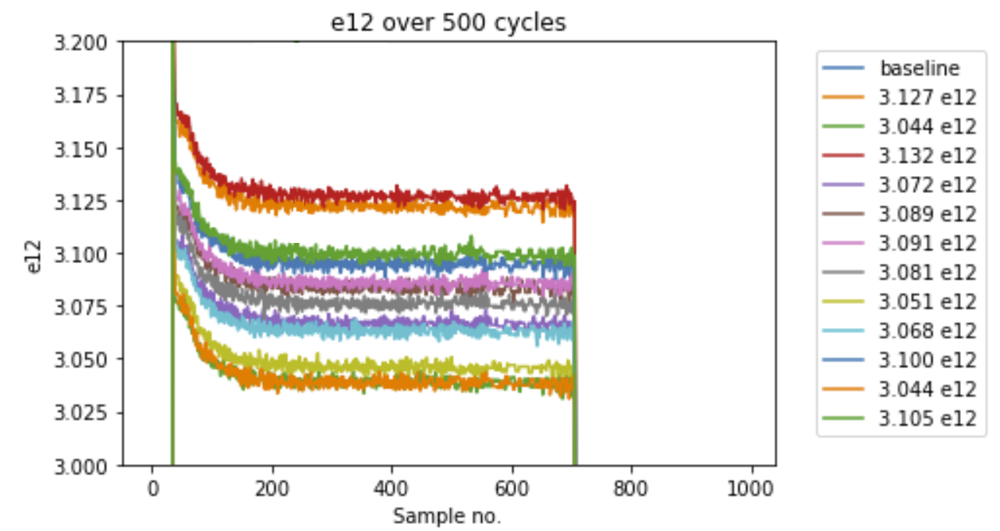 e12 over 500 cycles
3.200
3.175
3.150
3.125
3.100
3.075
3.050
3.025
3.000
e12
0 200 400 600 800 1000
Sample no.
baseline
3.127 e12
3.044 e12
3.132 e12
3.072 e12
3.089 e12
3.091 e12
3.081 e12
3.051 e12
3.068 e12
3.100 e12
3.044 e12
3.105 e12